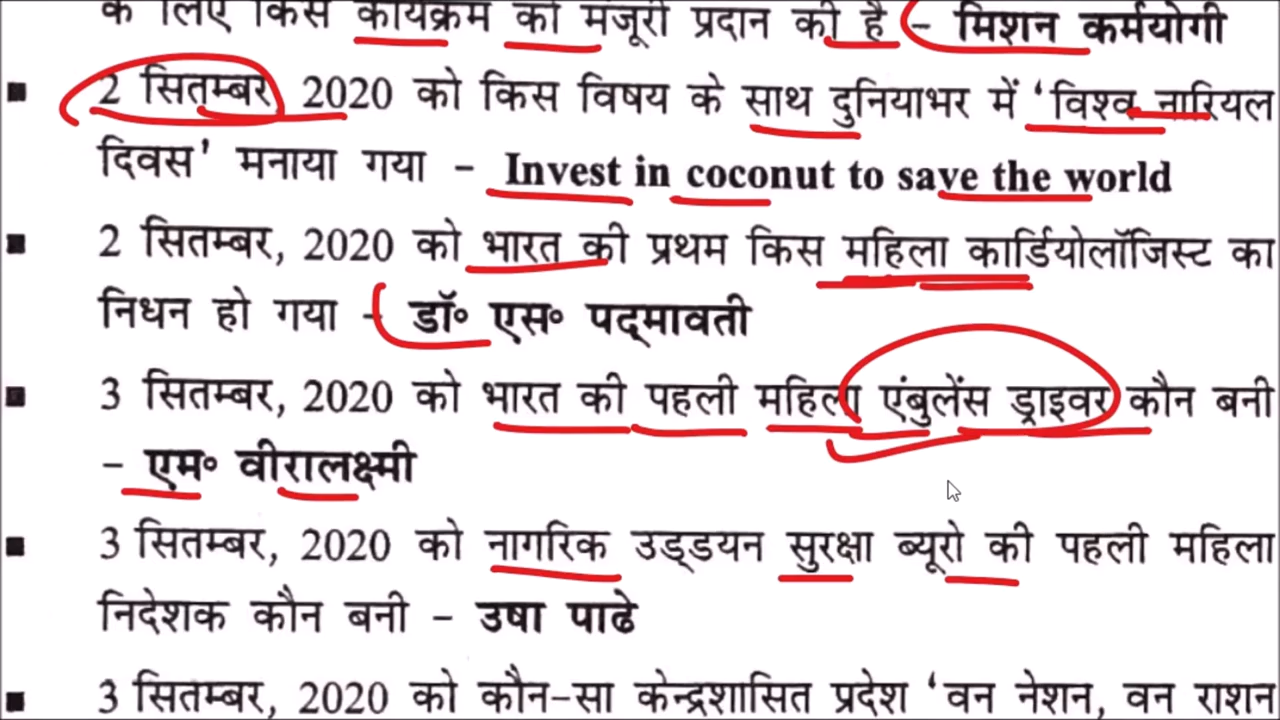 के लिए किस कार्यक्रम को मंजूरी प्रदान की है - मिशन कर्मयोगी
■ 2 सितम्बर, 2020 को किस विषय के साथ दुनियाभर में ‘विश्व नारियल
दिवस’ मनाया गया - Invest in coconut to save the world
■ 2 सितम्बर, 2020 को भारत की प्रथम किस महिला कार्डियोलॉजिस्ट का
निधन हो गया - डॉ॰ एस॰ पद्‌मावती
■ 3 सितम्बर, 2020 को भारत की पहली महिला एंबुलेंस ड्राइवर कौन बनी
- एम॰ वीरालक्ष्मी
■ 3 सितम्बर, 2020 को नागरिक उड्‌डयन सुरक्षा ब्यूरो की पहली महिला
निदेशक कौन बनी - उषा पाढे
■ 3 सितम्बर, 2020 को कौन-सा केन्द्रशासित प्रदेश ‘वन नेशन, वन राशन